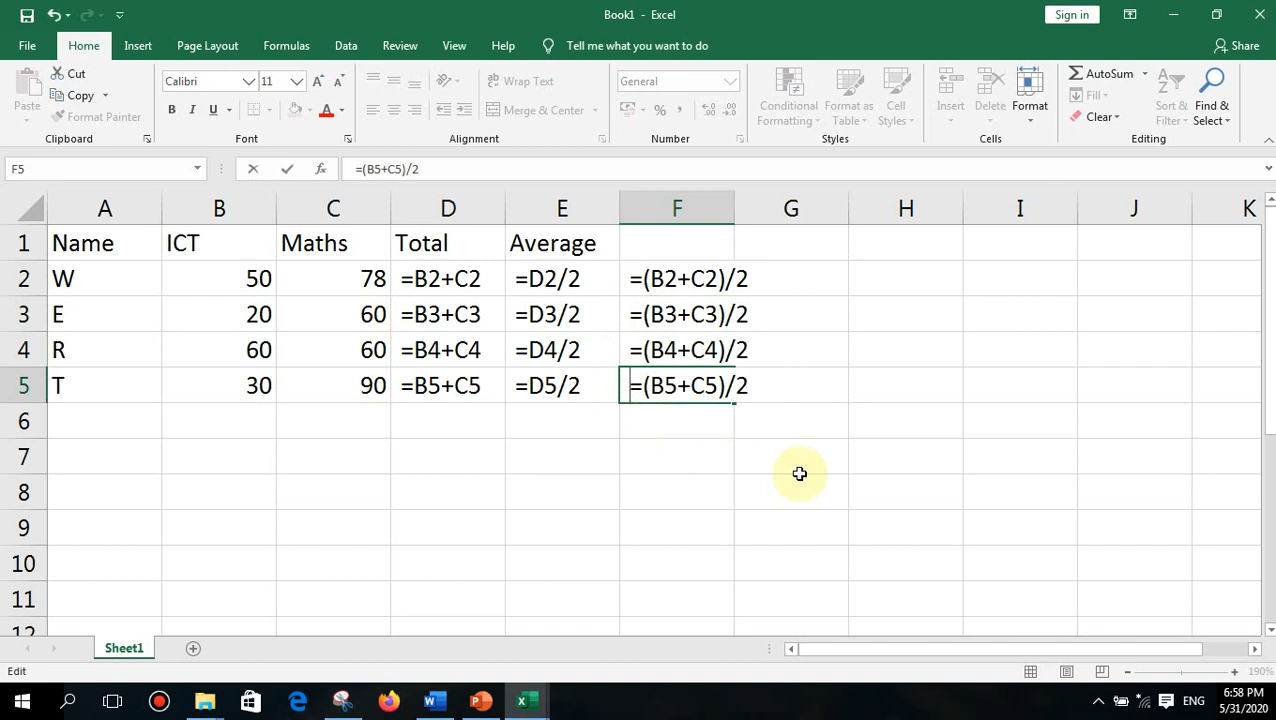 Book1 - Excel
Sign in
File Home Insert Page Layout Formulas Data Review View Help Tell me what you want to do Share
Paste
Cut
Copy
Format Painter
Clipboard
Calibri 11
B I U
Font
Wrap Text
Merge & Center
Alignment
General
Number
Conditional Formatting
Format as Table
Cell Styles
Styles
Insert Delete Format
Cells
AutoSum
Fill
Clear
Sort & Filter
Find & Select
Editing
F5 fx =(B5+C5)/2
A B C D E F G H I J K
1 Name ICT Maths Total Average
2 W 50 78 =B2+C2 =D2/2 =(B2+C2)/2
3 E 20 60 =B3+C3 =D3/2 =(B3+C3)/2
4 R 60 60 =B4+C4 =D4/2 =(B4+C4)/2
5 T 30 90 =B5+C5 =D5/2 =(B5+C5)/2
6
7
8
9
10
11
12
Sheet1
Edit 190%
ENG
6:58 PM
5/31/2020